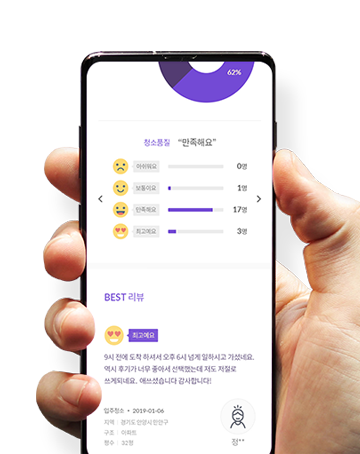 62%
청소품질 "만족해요"
아쉬워요 0명
보통이요 1명
만족해요 17명
최고예요 3명
BEST 리뷰
최고예요
9시 전에 도착 하셔서 오후 6시 넘게 일하시고 가셨네요.
역시 후기가 너무 좋아서 선택했는데 저도 저절로
쓰게되네요. 애쓰셨습니다 감사합니다!
입주청소 • 2019-01-06
지역 : 경기도 안양시 만안구
구조 : 아파트
평수 : 32평
정**